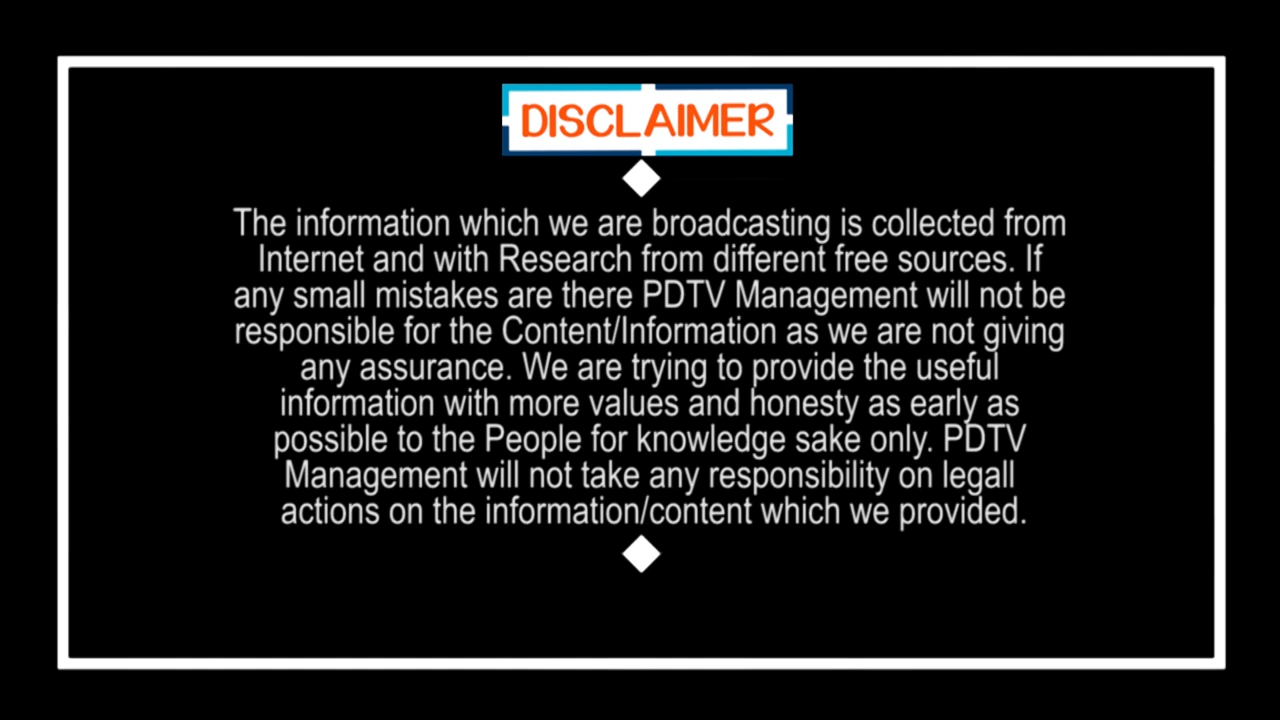 DISCLAIMER
The information which we are broadcasting is collected from
Internet and with Research from different free sources. If
any small mistakes are there PDTV Management will not be
responsible for the Content/Information as we are not giving
any assurance. We are trying to provide the useful
information with more values and honesty as early as
possible to the People for knowledge sake only. PDTV
Management will not take any responsibility on legall
actions on the information/content which we provided.